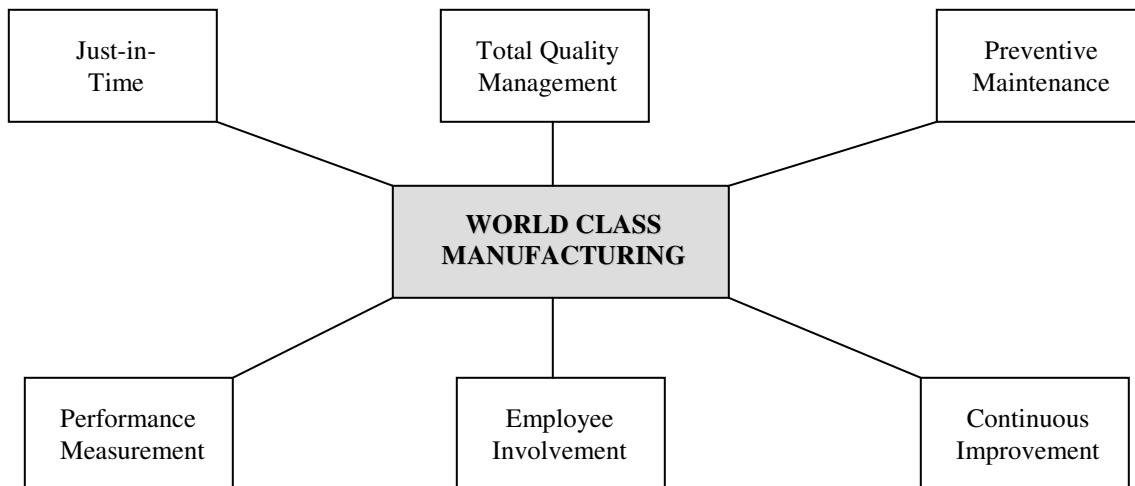 Just-in-
Time
Total Quality
Management
Preventive
Maintenance
WORLD CLASS
MANUFACTURING
Performance
Measurement
Employee
Involvement
Continuous
Improvement